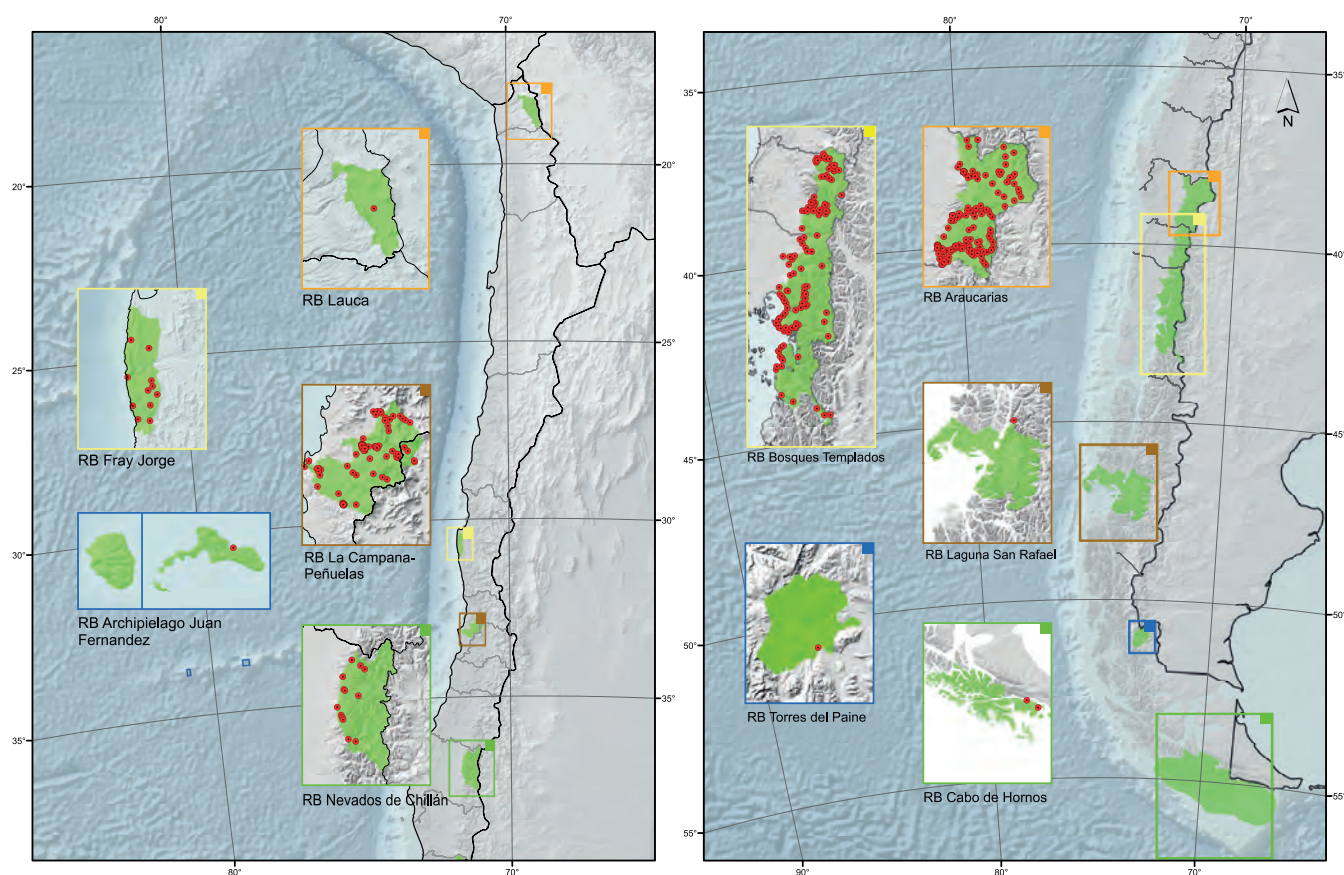 80°
70°
20°
25°
30°
35°
20°
25°
30°
35°
80°
70°
RB Lauca
RB Fray Jorge
RB La Campana-
Peñuelas
RB Archipielago Juan
Fernandez
RB Nevados de Chillán
80°
70°
35°
40°
45°
50°
55°
35°
40°
45°
50°
55°
90°
80°
70°
N
RB Araucarias
RB Bosques Templados
RB Laguna San Rafael
RB Torres del Paine
RB Cabo de Hornos